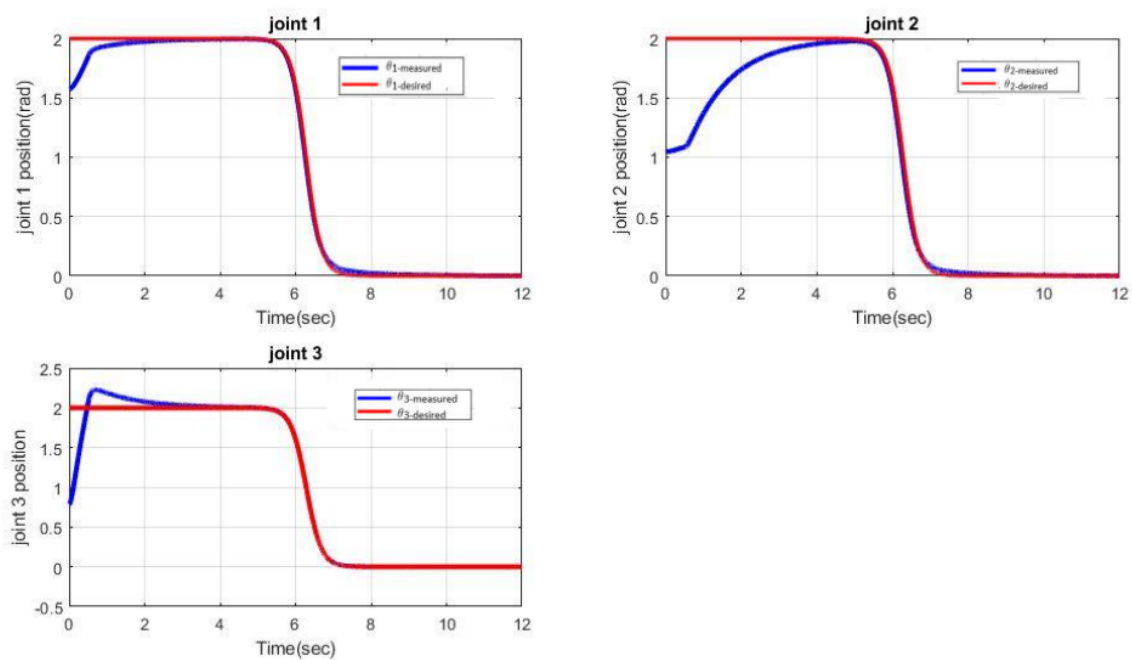 joint 1
2
1.5
1
0.5
0
joint 1 position(rad)
θ1-measured
θ1-desired
0 2 4 6 8 10 12
Time(sec)
joint 2
2
1.5
1
0.5
0
joint 2 position(rad)
θ2-measured
θ2-desired
0 2 4 6 8 10 12
Time(sec)
joint 3
2.5
2
1.5
1
0.5
0
-0.5
joint 3 position
θ3-measured
θ3-desired
0 2 4 6 8 10 12
Time(sec)